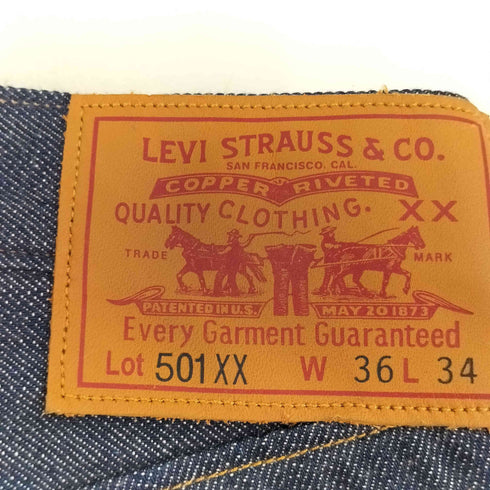 LEVI STRAUSS & CO.
SAN FRANCISCO, CAL.
COPPER RIVETED
QUALITY CLOTHING. XX
TRADE MARK
PATENTED IN U.S. MAY 20 1873
Every Garment Guaranteed
Lot 501XX W 36 L 34